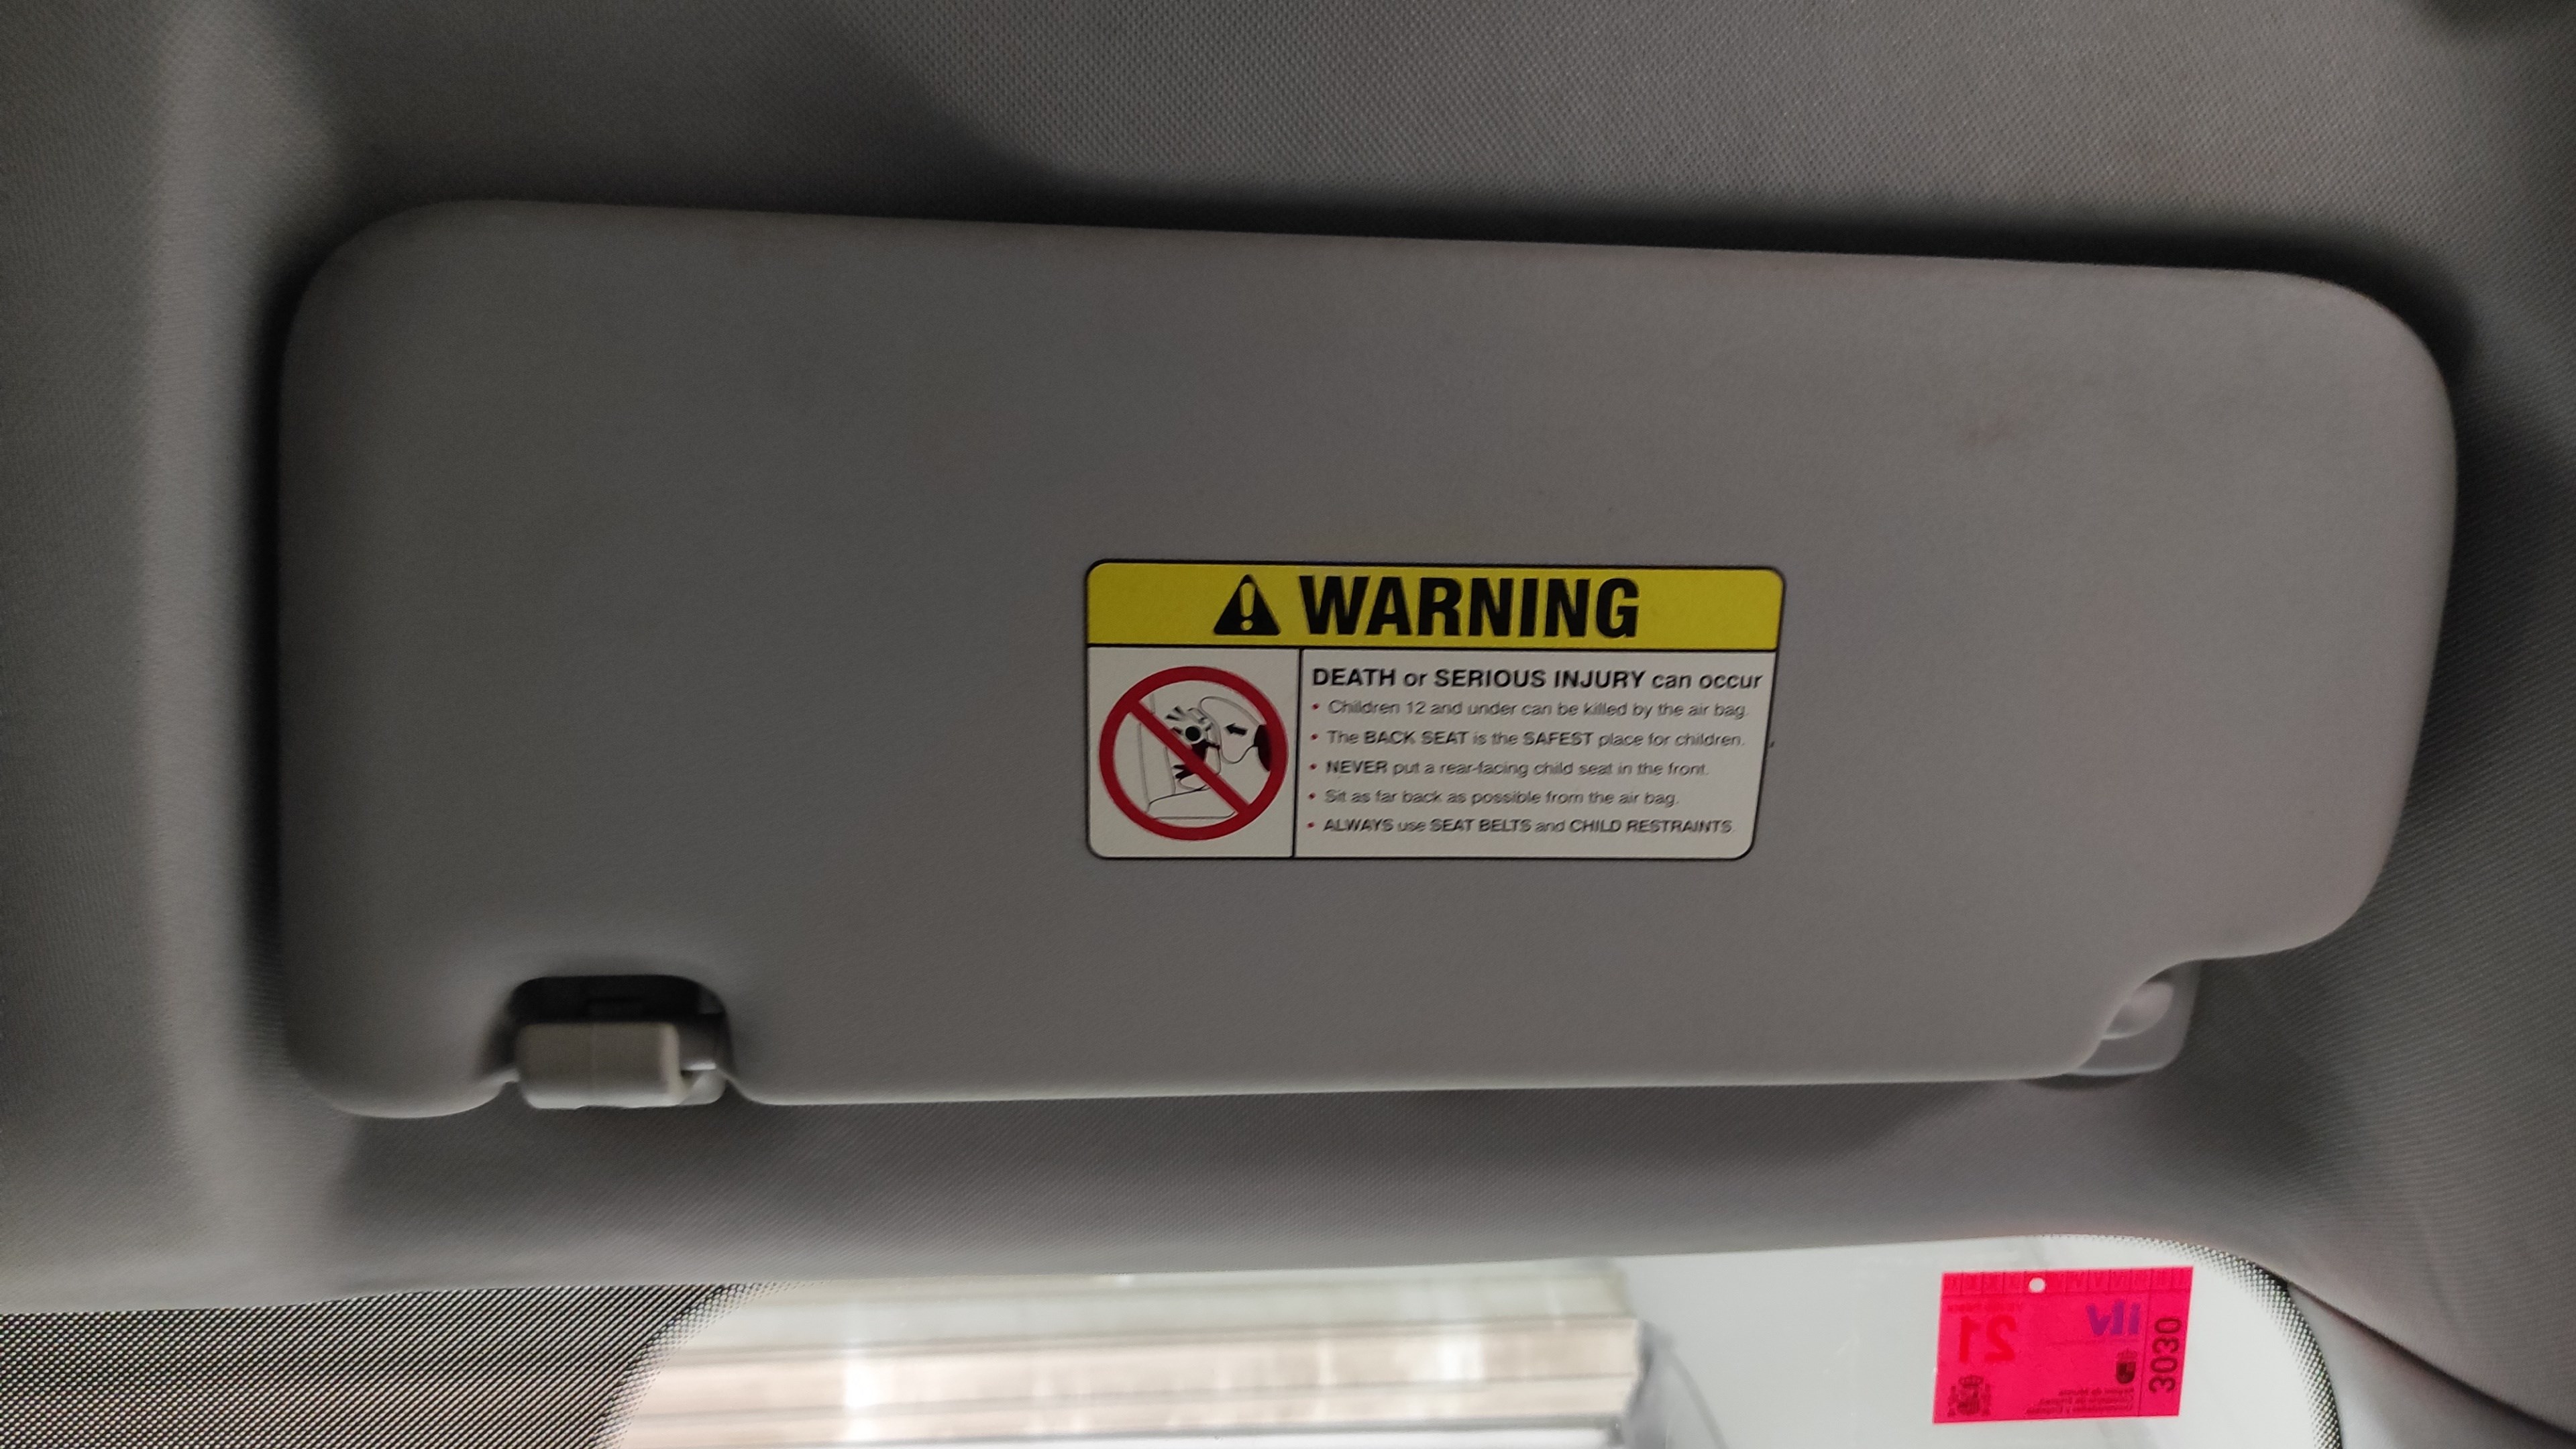 WARNING
DEATH or SERIOUS INJURY can occur
• Children 12 and under can be killed by the air bag.
• The BACK SEAT is the SAFEST place for children.
• NEVER put a rear-facing child seat in the front.
• Sit as far back as possible from the air bag.
• ALWAYS use SEAT BELTS and CHILD RESTRAINTS.
21
3030